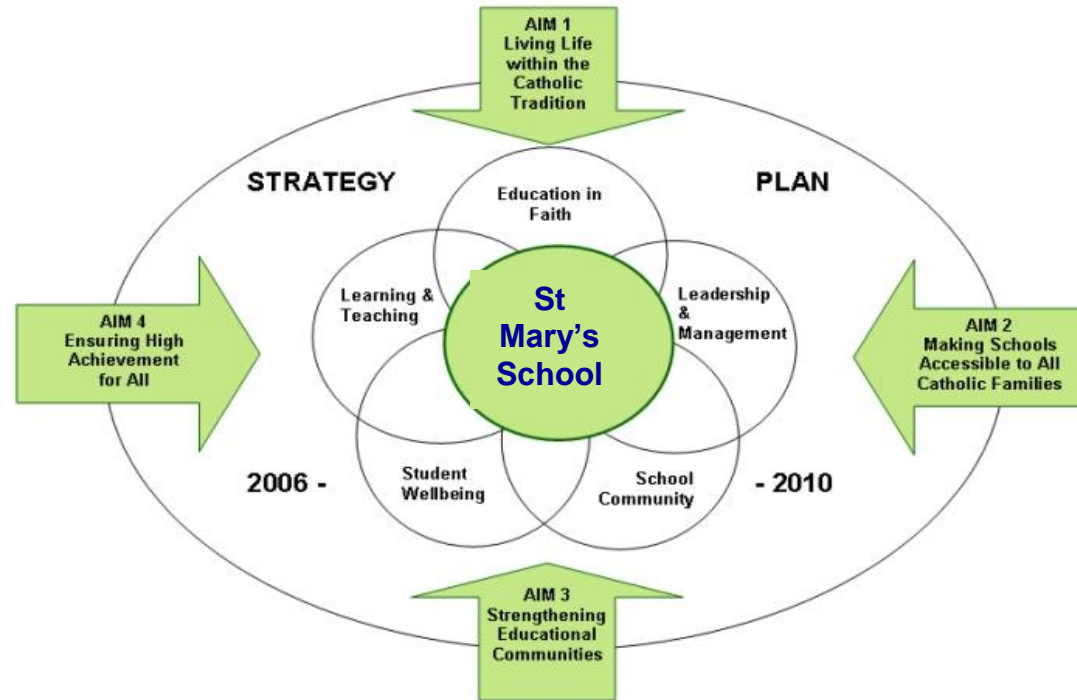 AIM 1
Living Life
within the
Catholic
Tradition
STRATEGY
PLAN
Education in
Faith
Learning &
Teaching
St
Mary’s
School
Leadership
&
Management
AIM 4
Ensuring High
Achievement
for All
AIM 2
Making Schools
Accessible to All
Catholic Families
2006 -
Student
Wellbeing
School
Community
- 2010
AIM 3
Strengthening
Educational
Communities